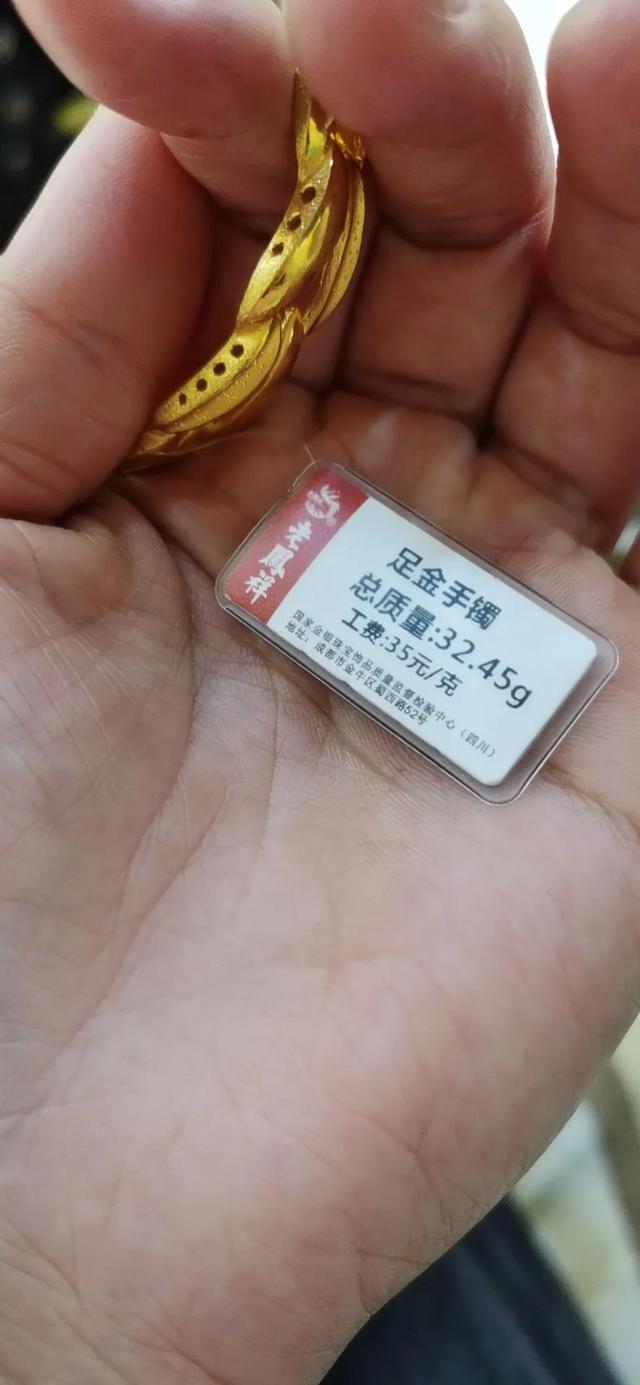 老鳳祥
足金手镯
总质量:32.45g
工费:35元/克
国家金银珠宝饰品质量监督检验中心（四川）
地址：成都市金牛区蜀西路52号